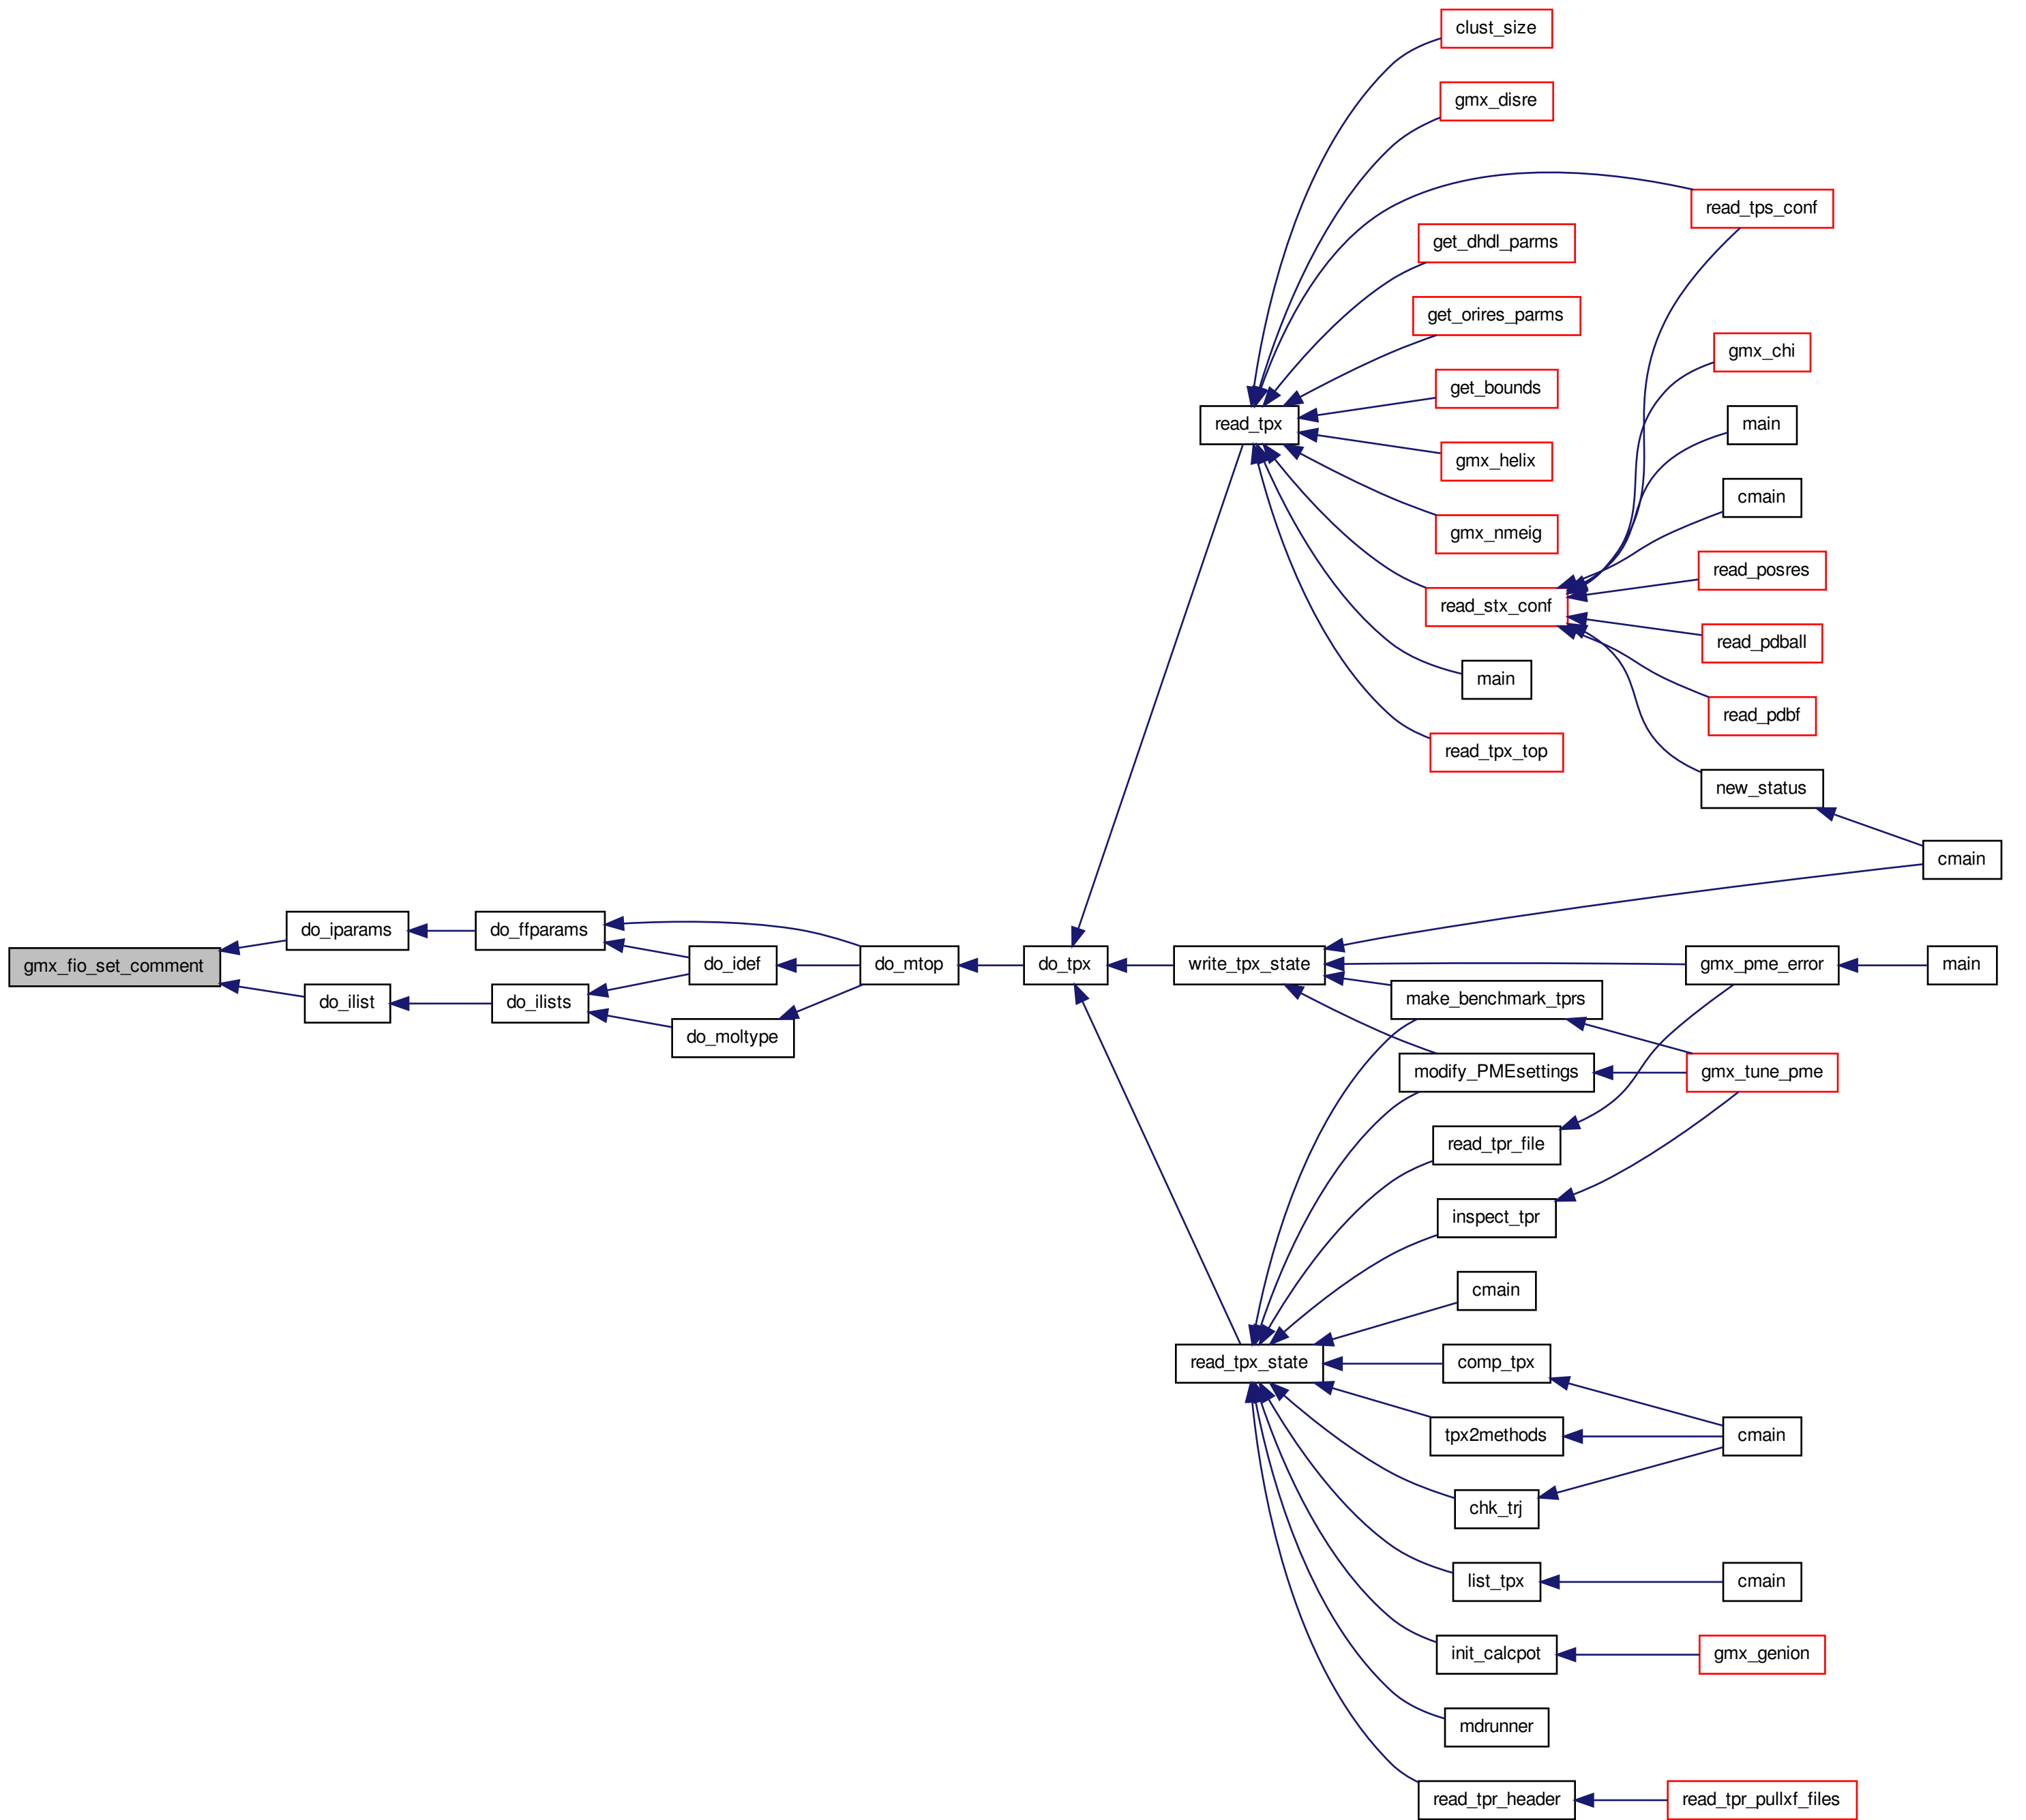 clust_size
gmx_disre
read_tps_conf
get_dhdl_parms
get_orires_parms
gmx_chi
get_bounds
read_tpx
main
gmx_helix
cmain
gmx_nmeig
read_posres
read_stx_conf
read_pdball
main
read_pdbf
read_tpx_top
new_status
cmain
do_iparams
do_ffparams
gmx_fio_set_comment
do_idef
do_mtop
do_tpx
write_tpx_state
gmx_pme_error
main
do_ilist
do_ilists
make_benchmark_tprs
do_moltype
modify_PMEsettings
gmx_tune_pme
read_tpr_file
inspect_tpr
cmain
read_tpx_state
comp_tpx
tpx2methods
cmain
chk_trj
list_tpx
cmain
init_calcpot
gmx_genion
mdrunner
read_tpr_header
read_tpr_pullxf_files